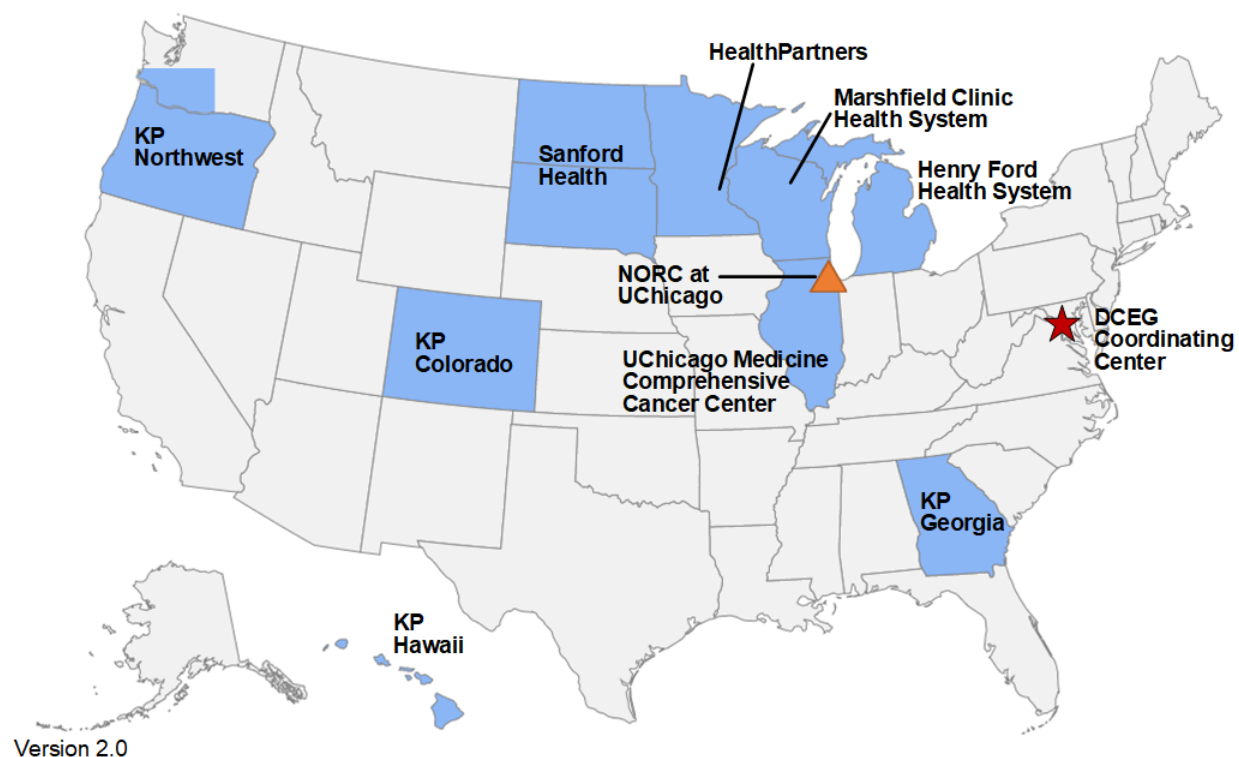 HealthPartners
Marshfield Clinic
Health System
KP
Northwest
Sanford
Health
Henry Ford
Health System
NORC at
UChicago
DCEG
Coordinating
Center
KP
Colorado
UChicago Medicine
Comprehensive
Cancer Center
KP
Georgia
KP
Hawaii
Version 2.0